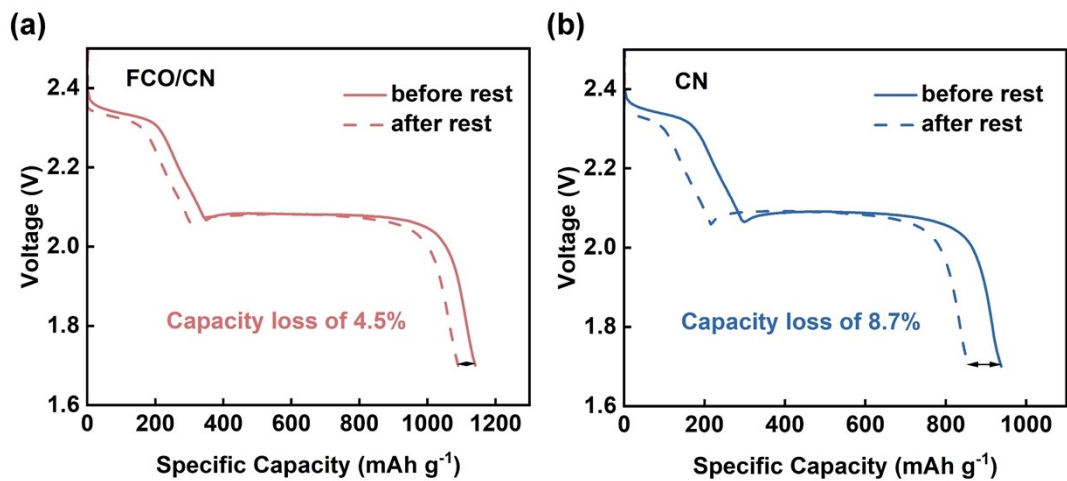 (a)
FCO/CN
before rest
after rest
Capacity loss of 4.5%
Voltage (V)
2.4
2.2
2.0
1.8
1.6
0 200 400 600 800 1000 1200
Specific Capacity (mAh g⁻¹)
(b)
CN
before rest
after rest
Capacity loss of 8.7%
Voltage (V)
2.4
2.2
2.0
1.8
1.6
0 200 400 600 800 1000
Specific Capacity (mAh g⁻¹)